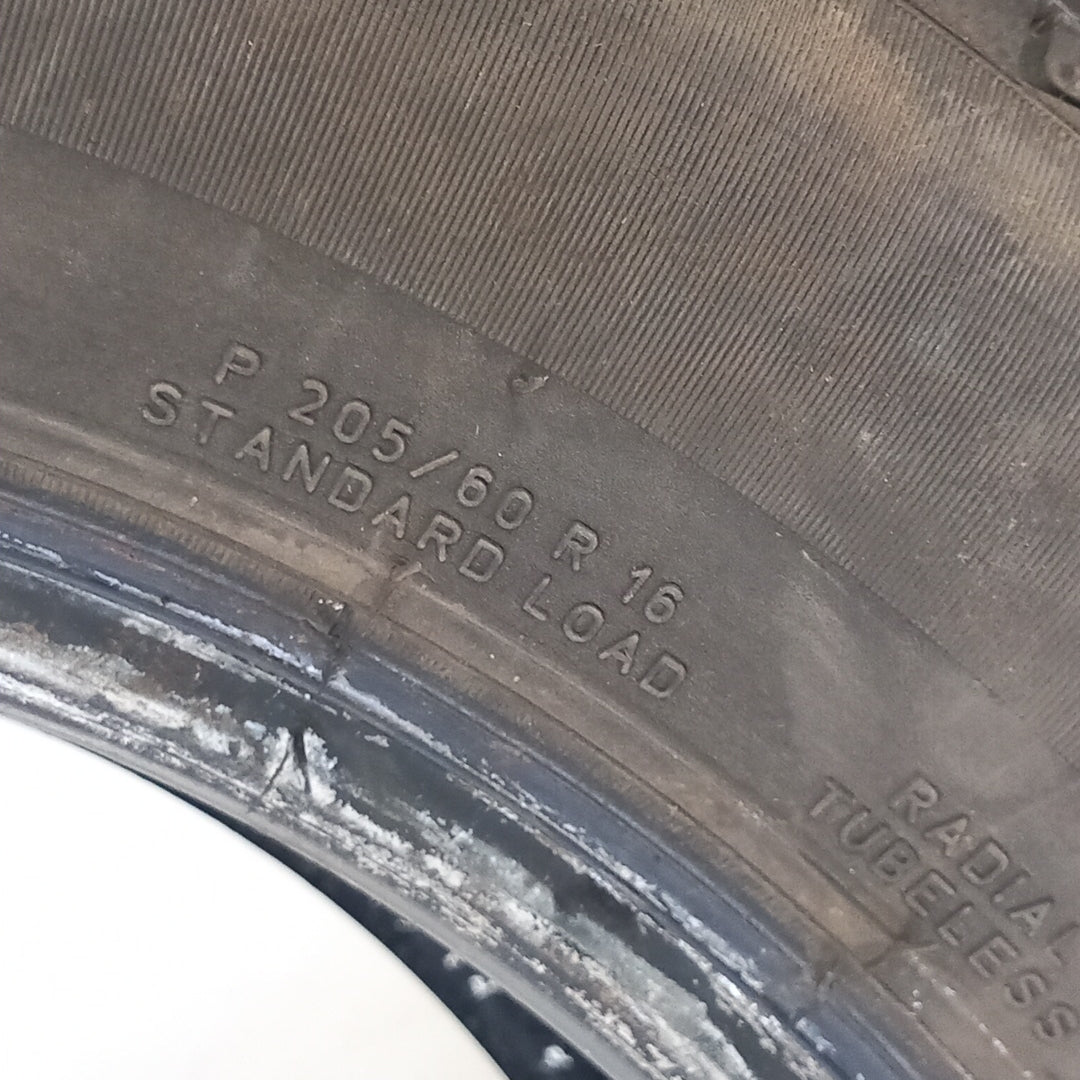 P 205/60 R 16
STANDARD LOAD
RADIAL
TUBELESS